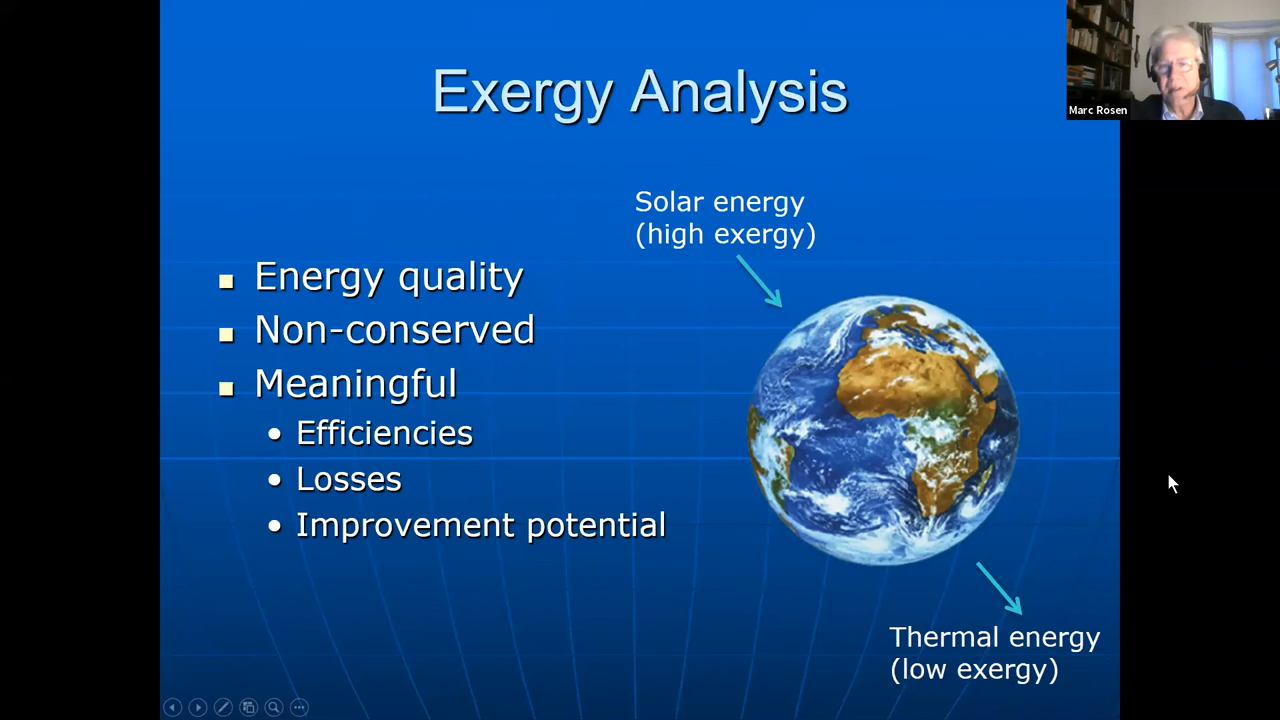 Exergy Analysis
Marc Rosen
Solar energy
(high exergy)
Energy quality
Non-conserved
Meaningful
Efficiencies
Losses
Improvement potential
Thermal energy
(low exergy)